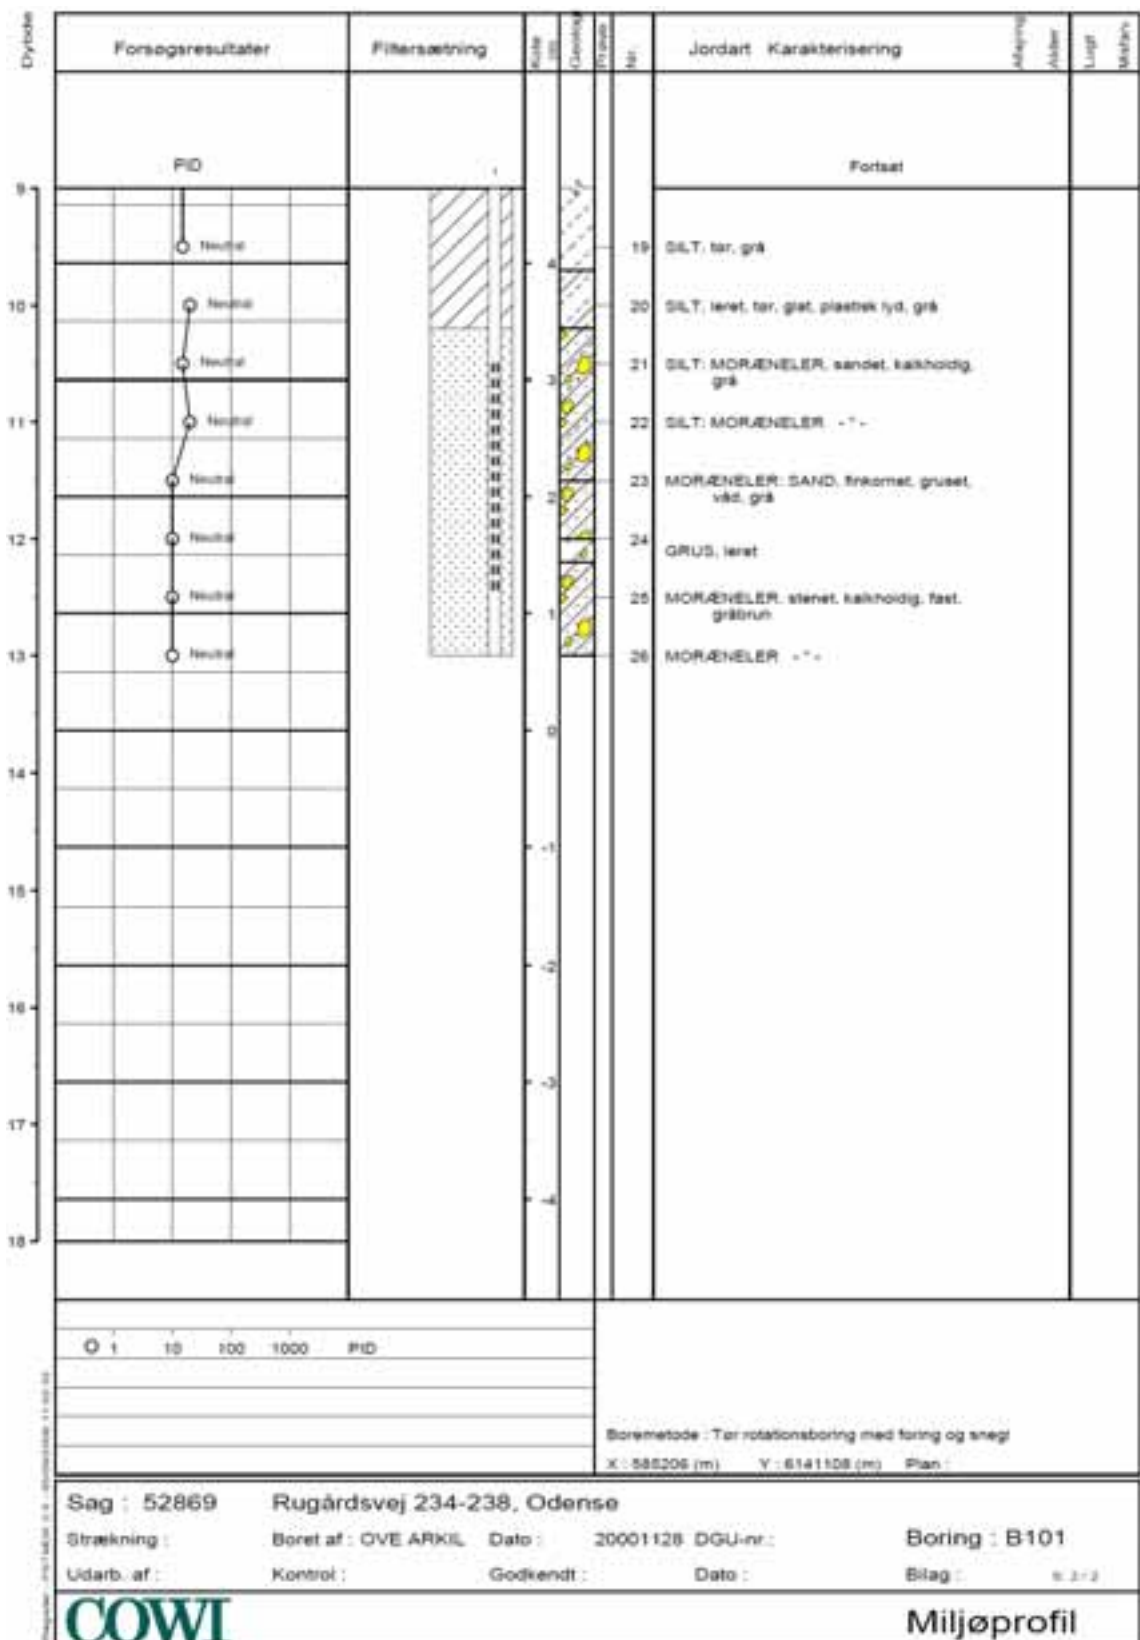 Dybde
Forsøgsresultater
Filtersætning
Kote
(m)
Geologi
Prøve
Nr.
Jordart Karakterisering
Aflejring
Alder
Lugt
Misfarv.
PID
1
Fortsat
9
10
11
12
13
14
15
16
17
18
Neutral
Neutral
Neutral
Neutral
Neutral
Neutral
Neutral
Neutral
4
3
2
1
0
-1
-2
-3
-4
19 SILT, tør, grå
20 SILT, leret, tør, glat, plastisk lyd, grå
21 SILT: MORÆNELER, sandet, kalkholdig,
grå
22 SILT: MORÆNELER -"-
23 MORÆNELER: SAND, finkornet, gruset,
våd, grå
24 GRUS, leret
25 MORÆNELER, stenet, kalkholdig, fast,
gråbrun
26 MORÆNELER -"-
1 10 100 1000 PID
Boremetode : Tør rotationsboring med foring og snegl
X : 585206 (m) Y : 6141108 (m) Plan :
Sag : 52869 Rugårdsvej 234-238, Odense
Strækning : Boret af : OVE ARKIL Dato : 20001128 DGU-nr.: Boring : B101
Udarb. af : Kontrol : Godkendt : Dato : Bilag : S. 2 / 2
COWI Miljøprofil